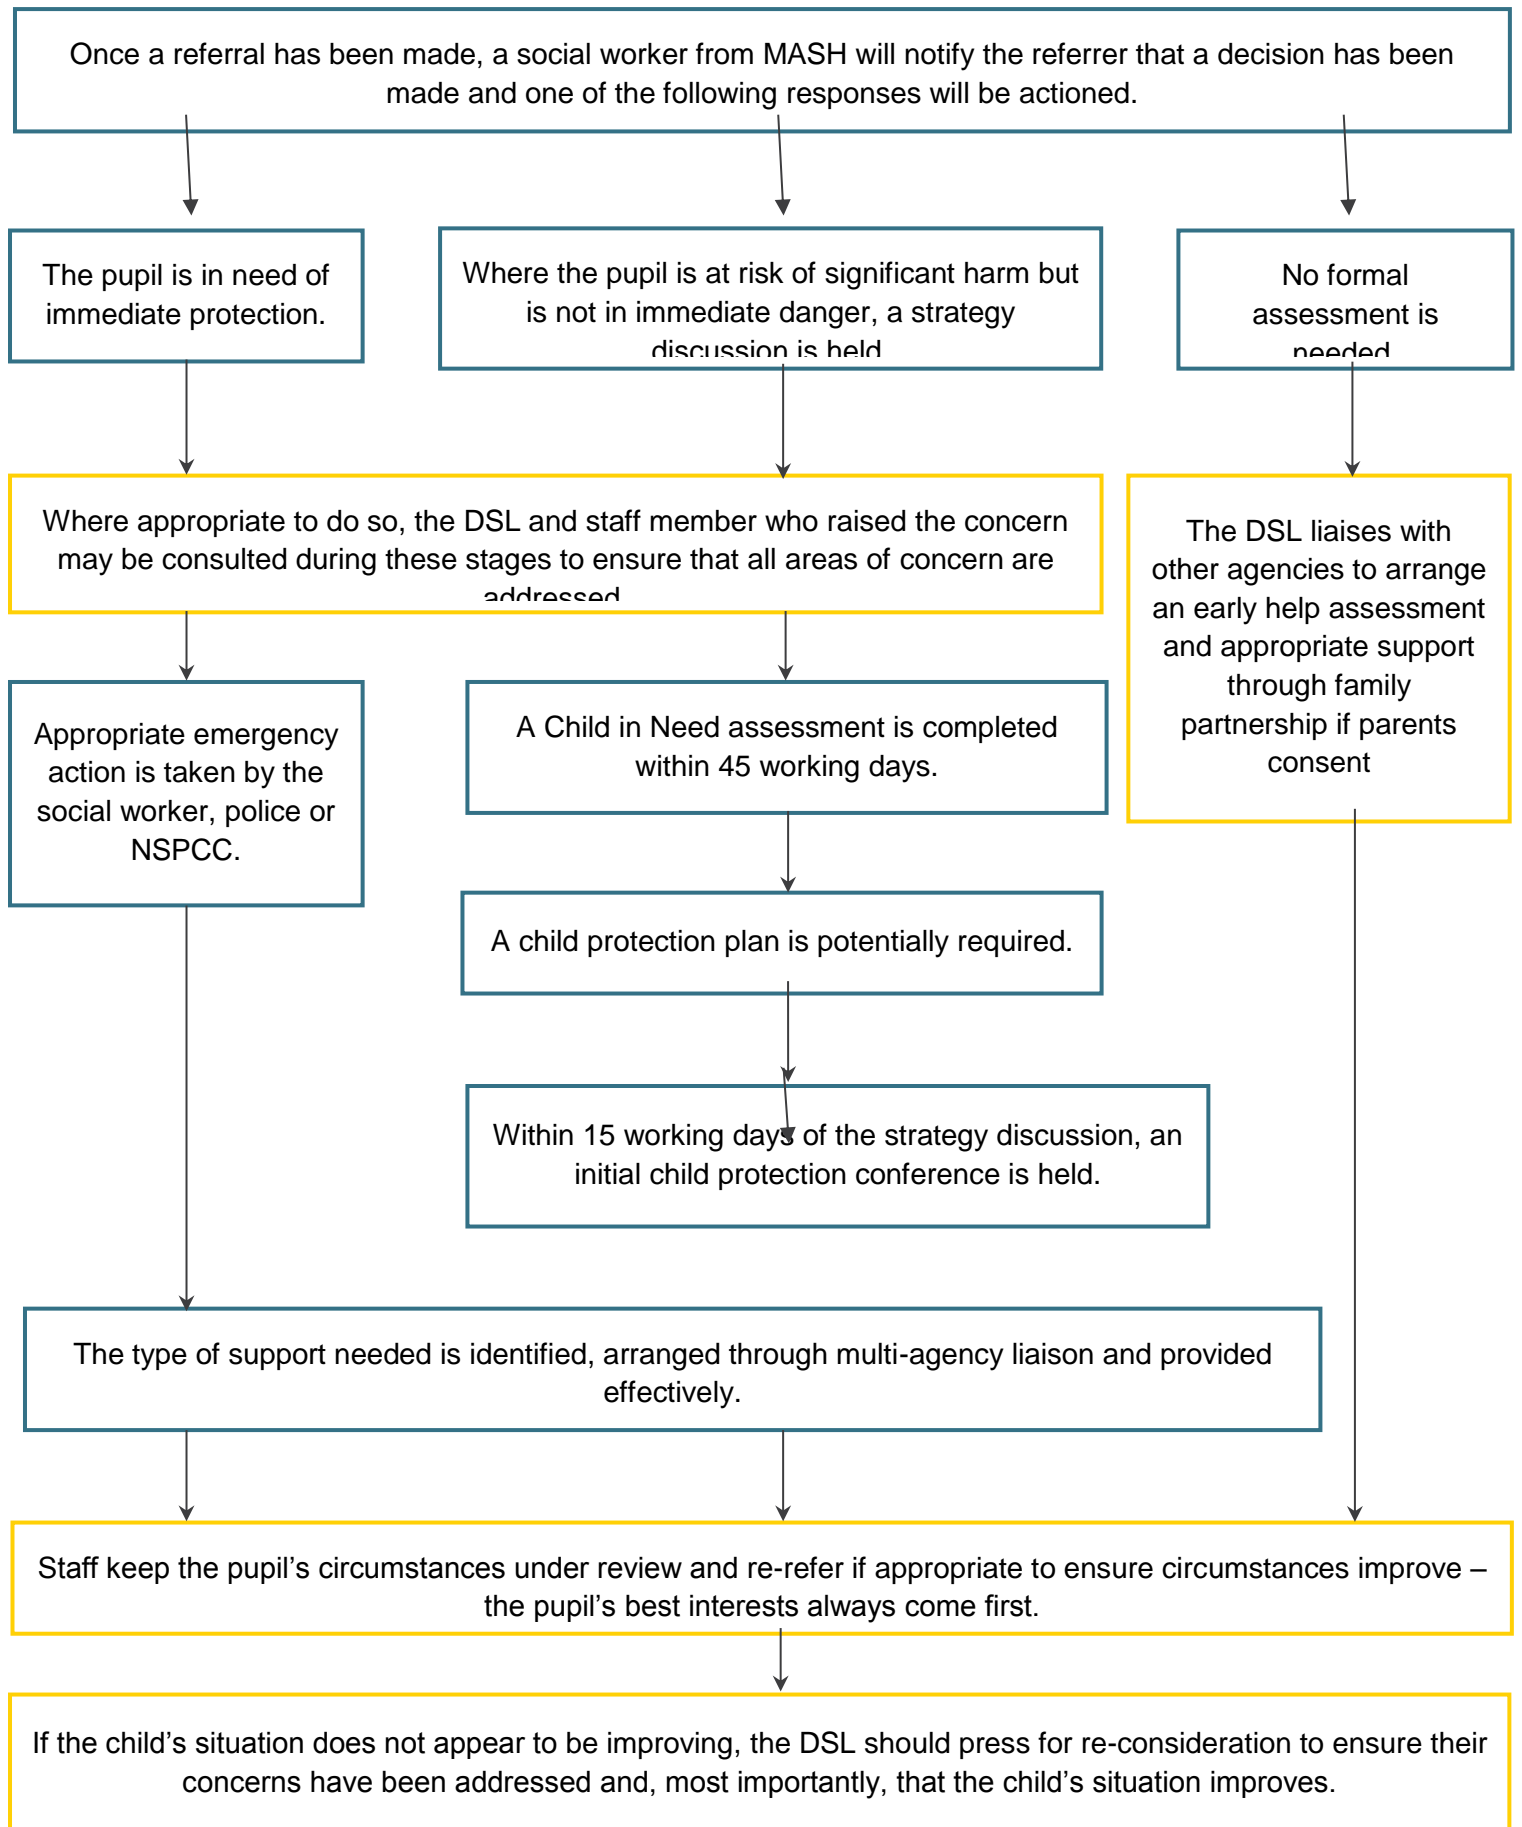 Once a referral has been made, a social worker from MASH will notify the referrer that a decision has been
made and one of the following responses will be actioned.
The pupil is in need of
immediate protection.
Where the pupil is at risk of significant harm but
is not in immediate danger, a strategy
discussion is held
No formal
assessment is
needed
Where appropriate to do so, the DSL and staff member who raised the concern
may be consulted during these stages to ensure that all areas of concern are
addressed
The DSL liaises with
other agencies to arrange
an early help assessment
and appropriate support
through family
partnership if parents
consent
Appropriate emergency
action is taken by the
social worker, police or
NSPCC.
A Child in Need assessment is completed
within 45 working days.
A child protection plan is potentially required.
Within 15 working days of the strategy discussion, an
initial child protection conference is held.
The type of support needed is identified, arranged through multi-agency liaison and provided
effectively.
Staff keep the pupil’s circumstances under review and re-refer if appropriate to ensure circumstances improve –
the pupil’s best interests always come first.
If the child’s situation does not appear to be improving, the DSL should press for re-consideration to ensure their
concerns have been addressed and, most importantly, that the child’s situation improves.